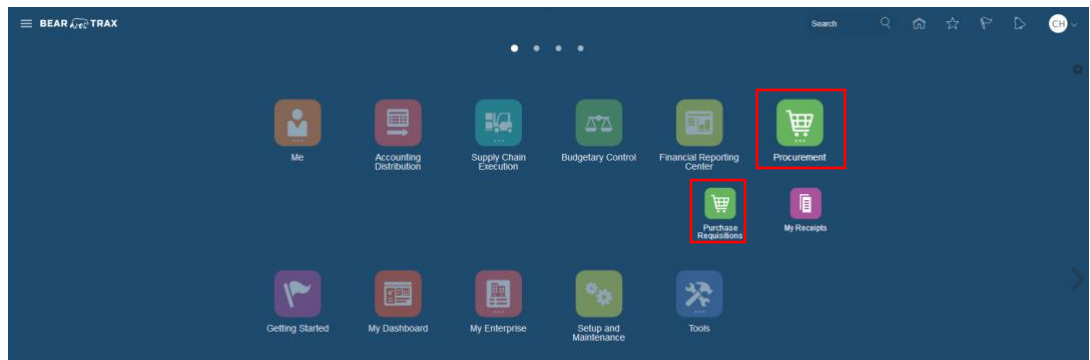 BEAR TRAX
Search
CH
Me
Accounting
Distribution
Supply Chain
Execution
Budgetary Control
Financial Reporting
Center
Procurement
Purchase
Requisitions
My Receipts
Getting Started
My Dashboard
My Enterprise
Setup and
Maintenance
Tools